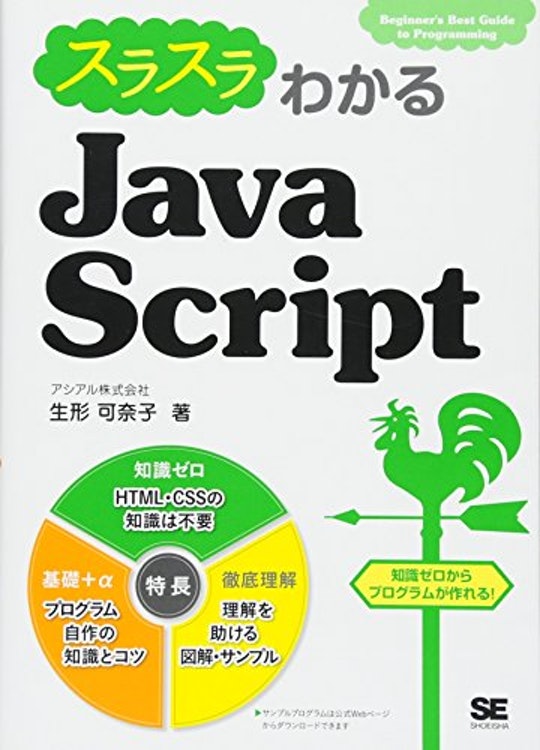 Beginner's Best Guide
to Programming
スラスラ
わかる
Java
Script
アシアル株式会社
生形 可奈子 著
知識ゼロ
HTML・CSSの
知識は不要
基礎+α
プログラム
自作の
知識とコツ
特長
徹底理解
理解を
助ける
図解・サンプル
知識ゼロから
プログラムが作れる!
▶サンプルプログラムは公式Webページ
からダウンロードできます
SE
SHOEISHA